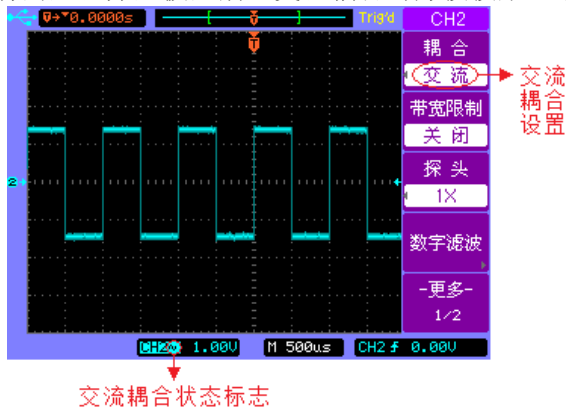 0.0000s
T
Trig'd
CH2
T
耦 合
交 流
交流
耦合
设置
带宽限制
关 闭
探 头
1X
2
数字滤波
-更多-
1/2
CH2 1.00V
M 500us
CH2 0.00V
交流耦合状态标志